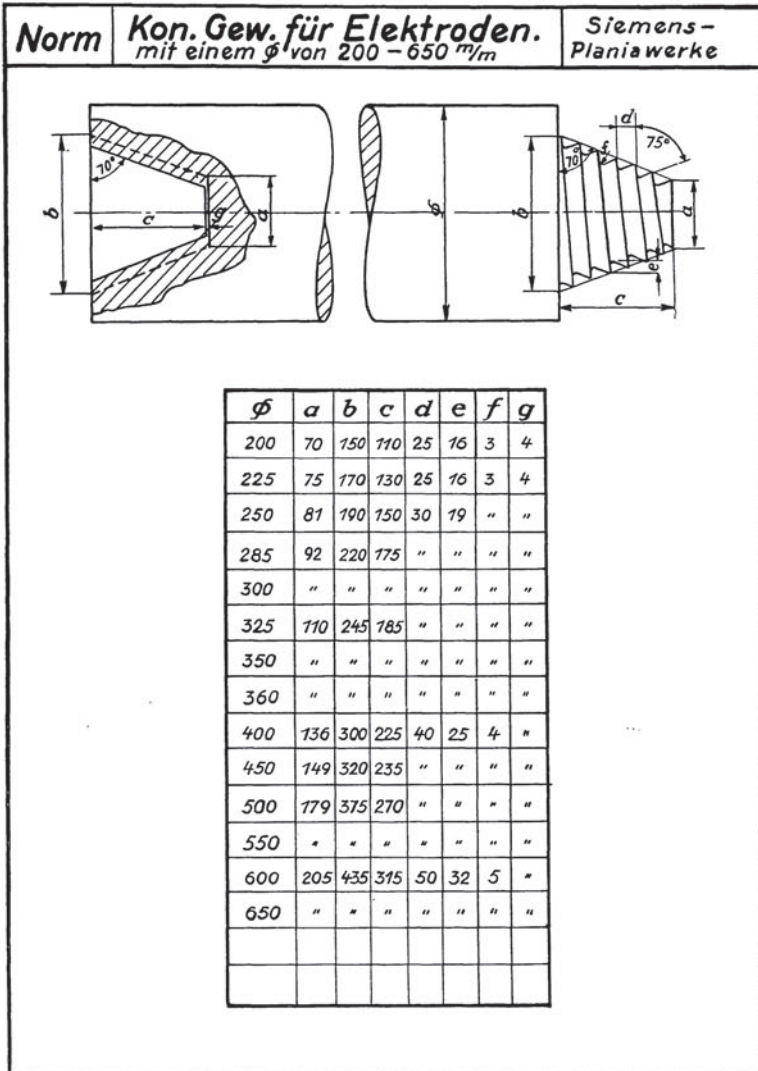 Norm
Kon. Gew. für Elektroden.
mit einem ϕ von 200 – 650 m/m
Siemens-
Planiawerke
70°
b
c
g
a
ϕ
b
70°
f
d
75°
a
e
c
ϕ a b c d e f g
200 70 150 110 25 16 3 4
225 75 170 130 25 16 3 4
250 81 190 150 30 19 " "
285 92 220 175 " " " "
300 " " " " " " "
325 110 245 185 " " " "
350 " " " " " " "
360 " " " " " " "
400 136 300 225 40 25 4 "
450 149 320 235 " " " "
500 179 375 270 " " " "
550 " " " " " " "
600 205 435 315 50 32 5 "
650 " " " " " " "